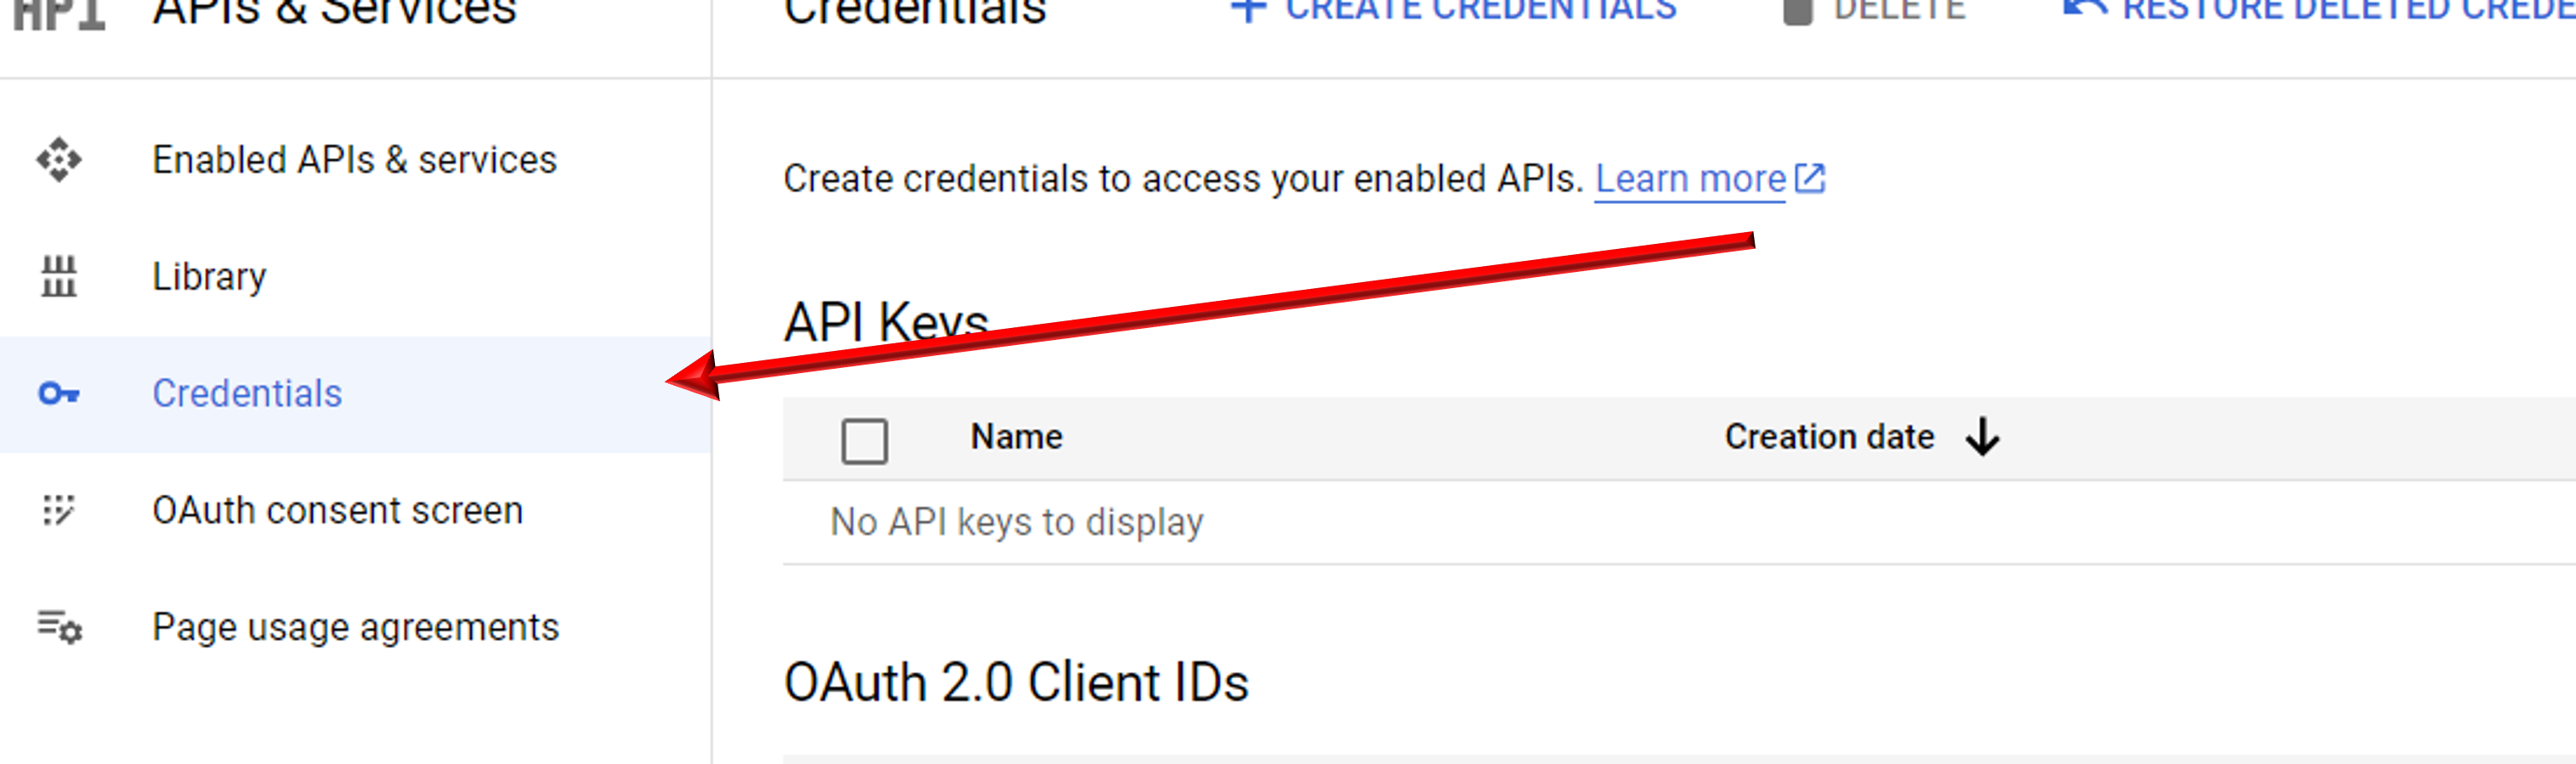 API APIs & Services
Credentials + CREATE CREDENTIALS DELETE RESTORE DELETED CREDE
Enabled APIs & services
Library
Credentials
OAuth consent screen
Page usage agreements
Create credentials to access your enabled APIs. Learn more
API Keys
Name Creation date
No API keys to display
OAuth 2.0 Client IDs